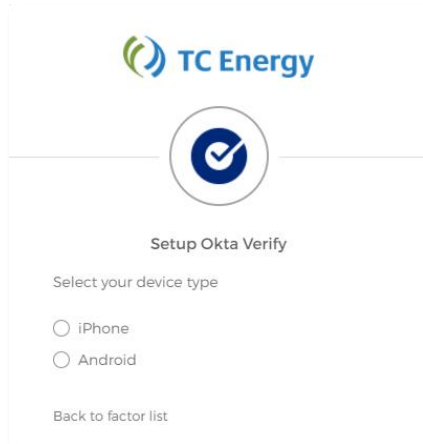 TC Energy
Setup Okta Verify
Select your device type
iPhone
Android
Back to factor list